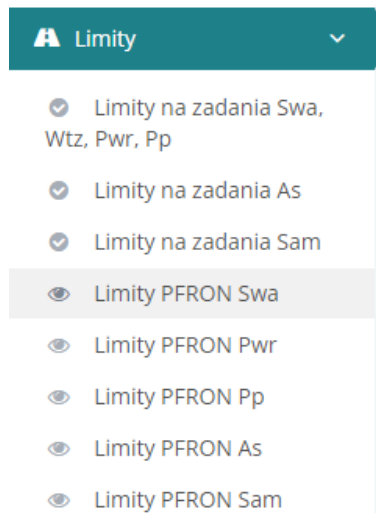 Limity
Limity na zadania Swa,
Wtz, Pwr, Pp
Limity na zadania As
Limity na zadania Sam
Limity PFRON Swa
Limity PFRON Pwr
Limity PFRON Pp
Limity PFRON As
Limity PFRON Sam